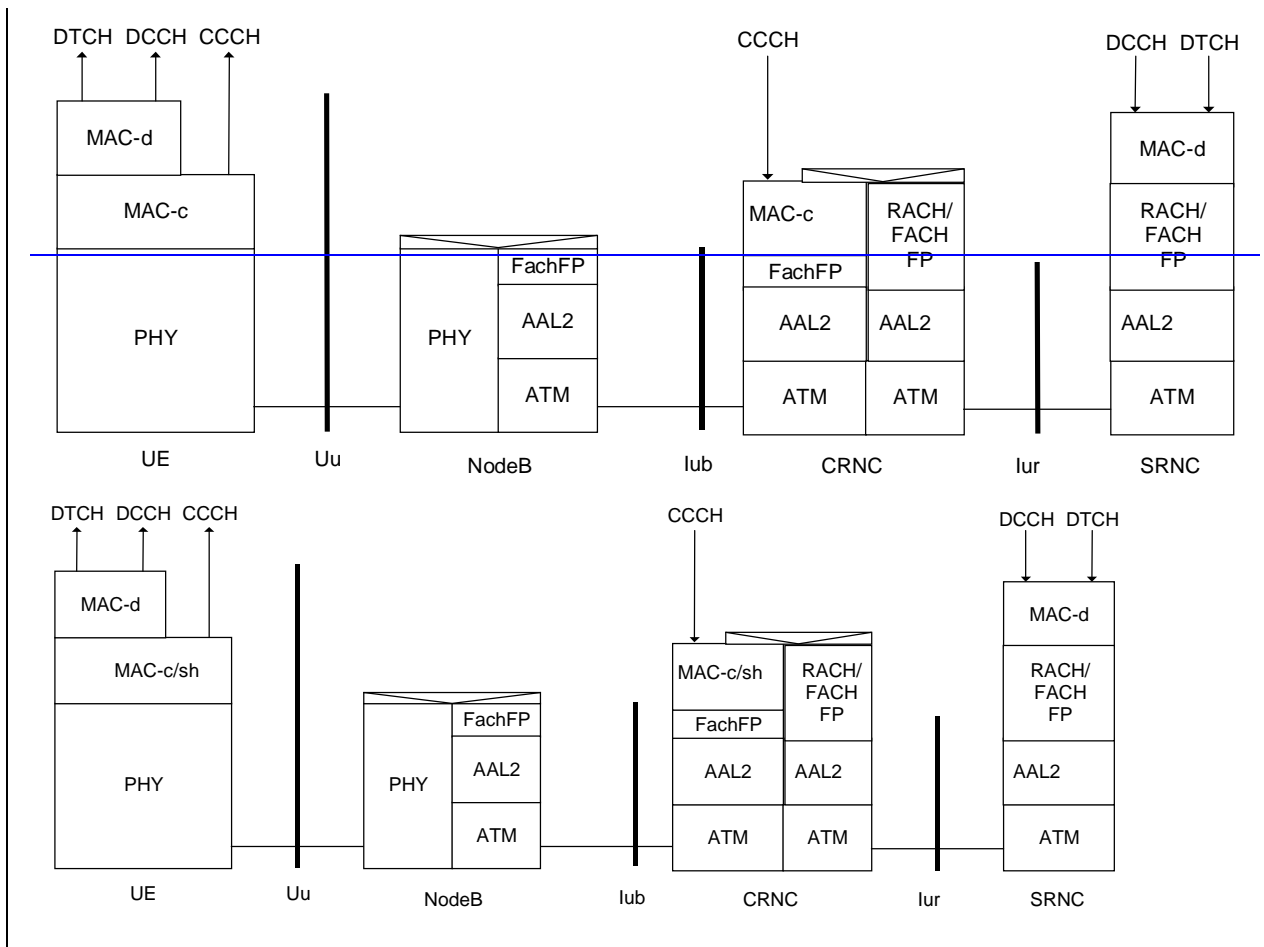 DTCH DCCH CCCH
CCCH
DCCH DTCH
MAC-d
MAC-d
MAC-c
MAC-c
RACH/
FACH
FP
RACH/
FACH
FP
FachFP
FachFP
PHY
PHY
AAL2
AAL2
AAL2
AAL2
ATM
ATM
ATM
ATM
UE
Uu
NodeB
Iub
CRNC
Iur
SRNC
DTCH DCCH CCCH
CCCH
DCCH DTCH
MAC-d
MAC-d
MAC-c/sh
MAC-c/sh
RACH/
FACH
FP
RACH/
FACH
FP
FachFP
FachFP
PHY
PHY
AAL2
AAL2
AAL2
AAL2
ATM
ATM
ATM
ATM
UE
Uu
NodeB
Iub
CRNC
Iur
SRNC